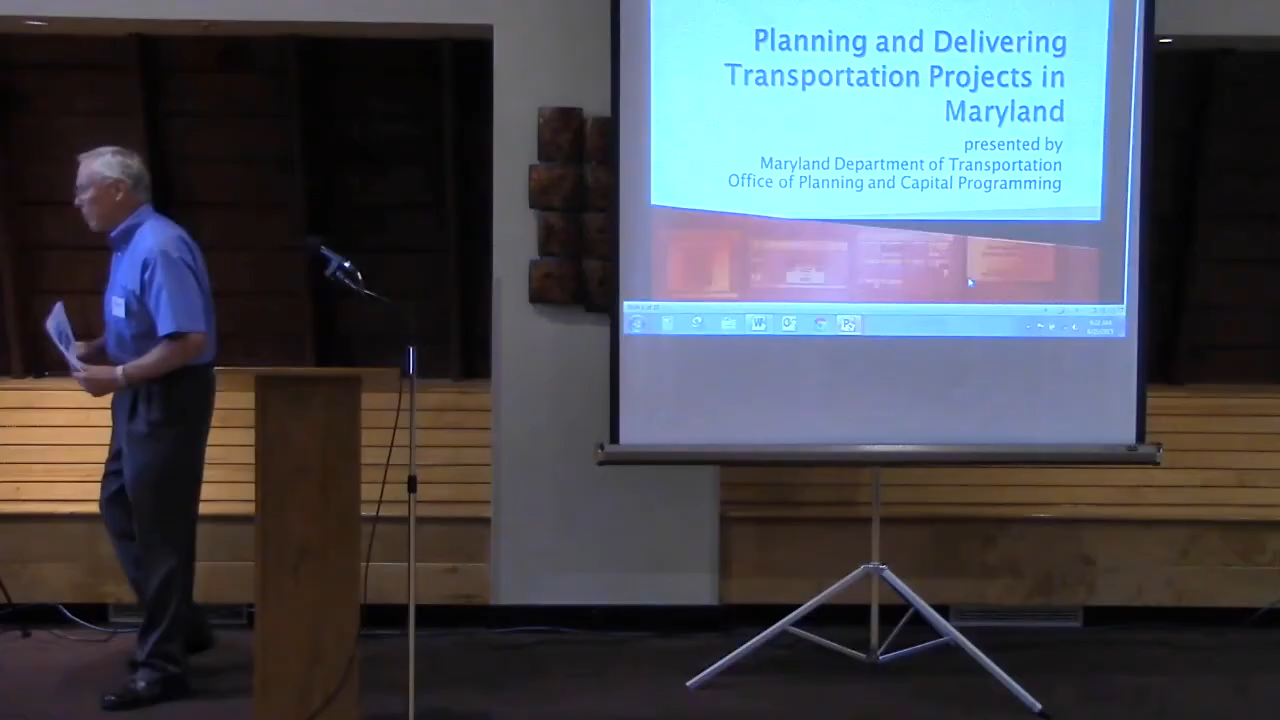 Planning and Delivering
Transportation Projects in
Maryland
presented by
Maryland Department of Transportation
Office of Planning and Capital Programming